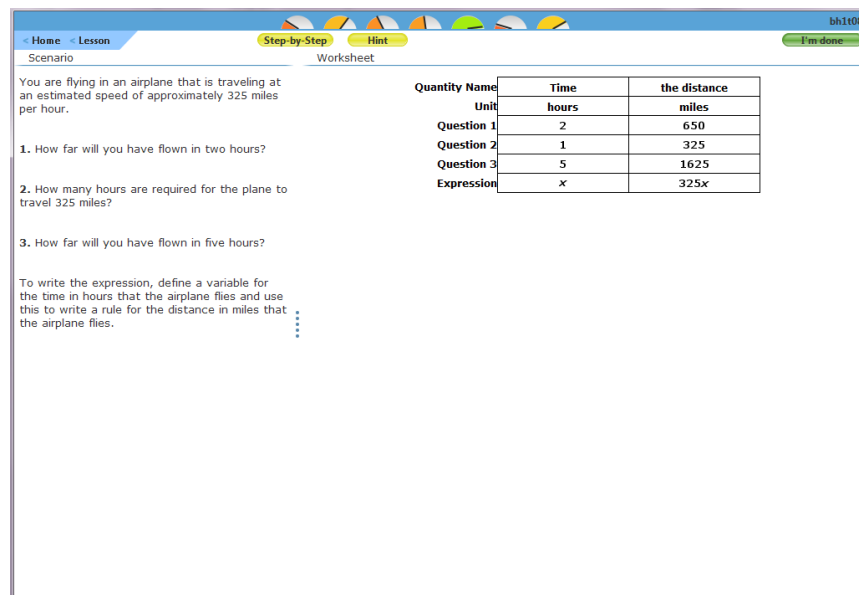 bh1t08
< Home < Lesson
Step-by-Step
Hint
I'm done
Scenario
Worksheet
You are flying in an airplane that is traveling at
an estimated speed of approximately 325 miles
per hour.
1. How far will you have flown in two hours?
2. How many hours are required for the plane to
travel 325 miles?
3. How far will you have flown in five hours?
To write the expression, define a variable for
the time in hours that the airplane flies and use
this to write a rule for the distance in miles that
the airplane flies.
Quantity Name Time the distance
Unit hours miles
Question 1 2 650
Question 2 1 325
Question 3 5 1625
Expression x 325x